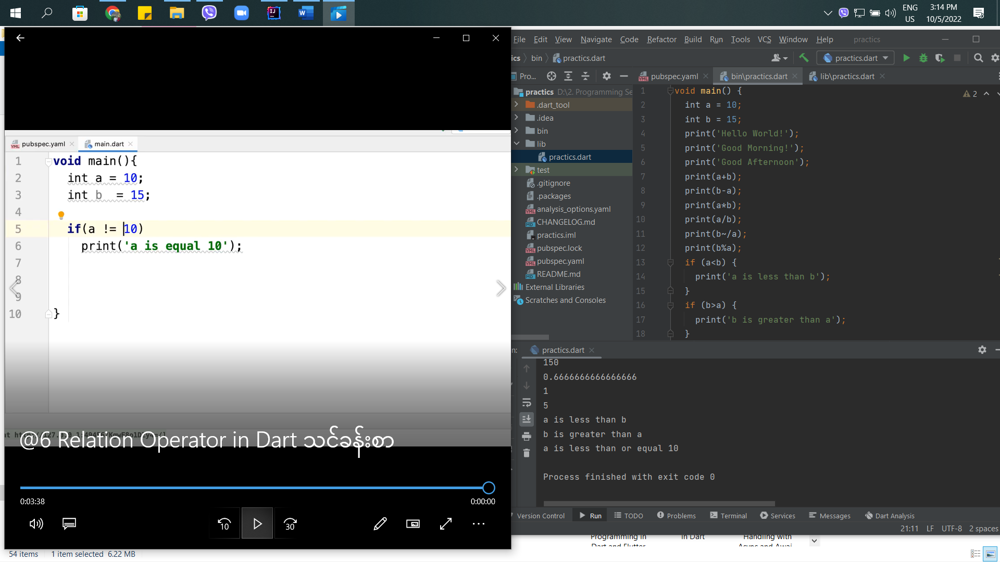 ENG
US
3:14 PM
10/5/2022
pubspec.yaml
main.dart
1 void main(){
2 int a = 10;
3 int b  = 15;
4
5 if(a != 10)
6 print('a is equal 10');
7
8
9
10 }
@6 Relation Operator in Dart သင်ခန်းစာ
0:03:38
0:00:00
10
30
54 items
1 item selected 6.22 MB
File Edit View Navigate Code Refactor Build Run Tools VCS Window Help practics
ics bin practics.dart
practics.dart
Pro...
pubspec.yaml
bin\practics.dart
lib\practics.dart
practics D:\2. Programming Se
.dart_tool
.idea
bin
lib
practics.dart
test
.gitignore
.packages
analysis_options.yaml
CHANGELOG.md
practics.iml
pubspec.lock
pubspec.yaml
README.md
External Libraries
Scratches and Consoles
2
1 void main() {
2 int a = 10;
3 int b = 15;
4 print('Hello World!');
5 print('Good Morning!');
6 print('Good Afternoon');
7 print(a+b);
8 print(b-a);
9 print(a*b);
10 print(a/b);
11 print(b~/a);
12 print(b%a);
13 if (a<b) {
14 print('a is less than b');
15 }
16 if (b>a) {
17 print('b is greater than a');
18 }
n: practics.dart
150
0.6666666666666666
1
5
a is less than b
b is greater than a
a is less than or equal 10
Process finished with exit code 0
Version Control Run TODO Problems Terminal Services Messages Dart Analysis
21:11 LF UTF-8 2 spaces
Programming in
Dart and Flutter
in Dart
Handling with
Async and Awai